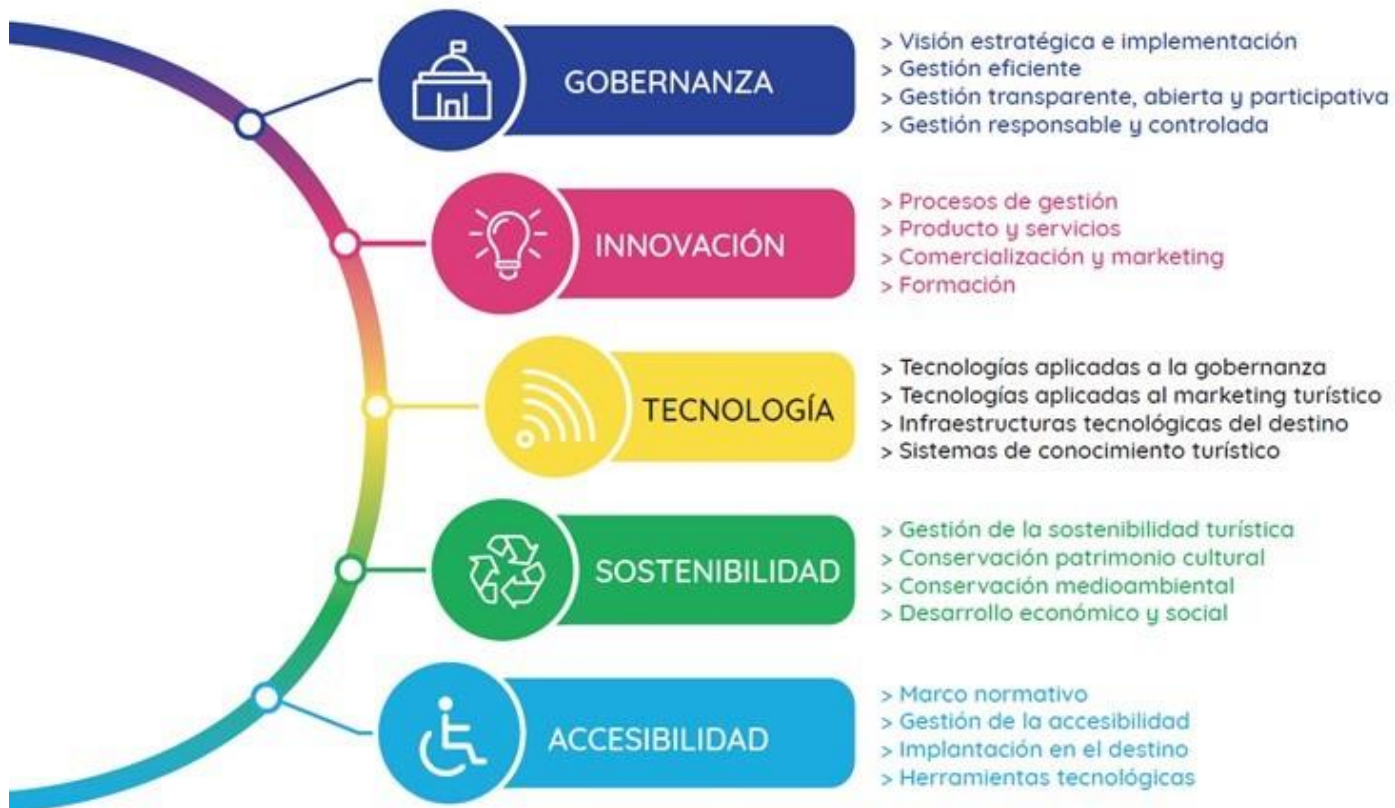 GOBERNANZA
> Visión estratégica e implementación
> Gestión eficiente
> Gestión transparente, abierta y participativa
> Gestión responsable y controlada
INNOVACIÓN
> Procesos de gestión
> Producto y servicios
> Comercialización y marketing
> Formación
TECNOLOGÍA
> Tecnologías aplicadas a la gobernanza
> Tecnologías aplicadas al marketing turístico
> Infraestructuras tecnológicas del destino
> Sistemas de conocimiento turístico
SOSTENIBILIDAD
> Gestión de la sostenibilidad turística
> Conservación patrimonio cultural
> Conservación medioambiental
> Desarrollo económico y social
ACCESIBILIDAD
> Marco normativo
> Gestión de la accesibilidad
> Implantación en el destino
> Herramientas tecnológicas